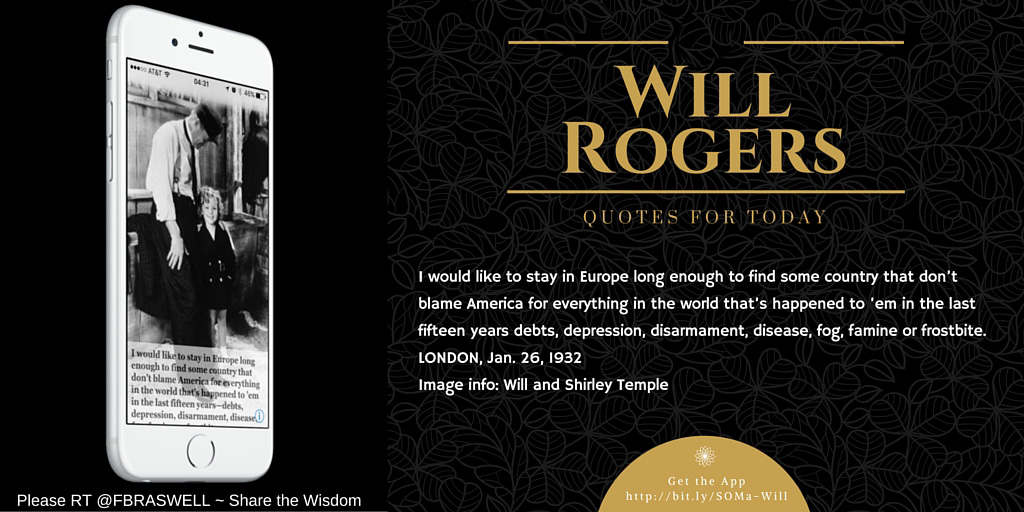 ●●●○○ AT&T
04:31
46%
I would like to stay in Europe long
enough to find some country that
don't blame America for everything
in the world that's happened to 'em
in the last fifteen years—debts,
depression, disarmament, disease,
Please RT @FBRASWELL ~ Share the Wisdom
WILL
ROGERS
QUOTES FOR TODAY
I would like to stay in Europe long enough to find some country that don't
blame America for everything in the world that's happened to 'em in the last
fifteen years debts, depression, disarmament, disease, fog, famine or frostbite.
LONDON, Jan. 26, 1932
Image info: Will and Shirley Temple
Get the App
http://bit.ly/SOMa-Will